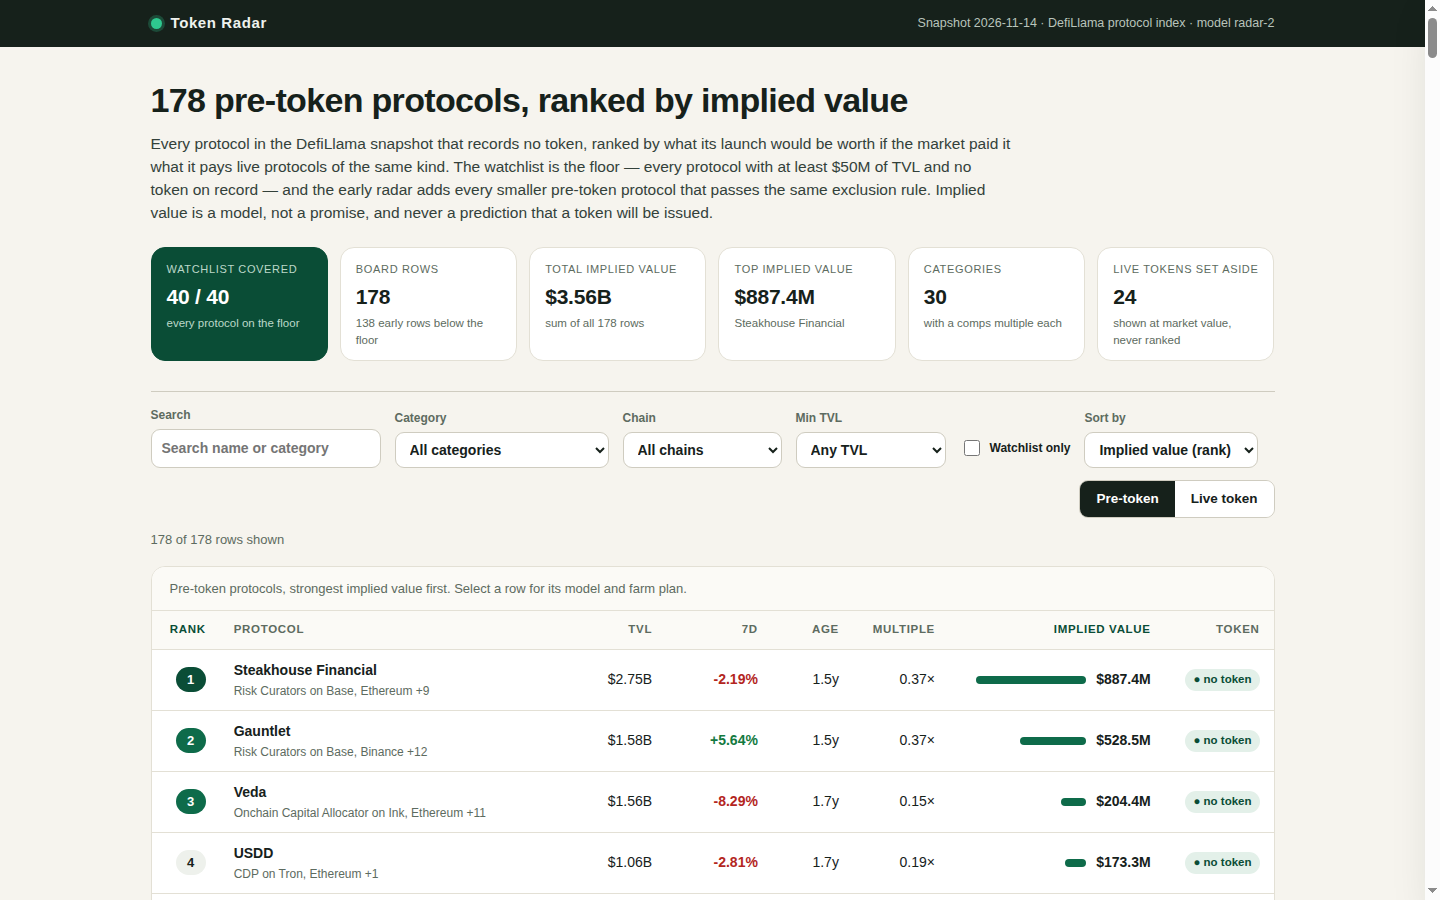 Token Radar
Snapshot 2026-11-14 · DefiLlama protocol index · model radar-2
178 pre-token protocols, ranked by implied value
Every protocol in the DefiLlama snapshot that records no token, ranked by what its launch would be worth if the market paid it
what it pays live protocols of the same kind. The watchlist is the floor — every protocol with at least $50M of TVL and no
token on record — and the early radar adds every smaller pre-token protocol that passes the same exclusion rule. Implied
value is a model, not a promise, and never a prediction that a token will be issued.
WATCHLIST COVERED
40 / 40
every protocol on the floor
BOARD ROWS
178
138 early rows below the
floor
TOTAL IMPLIED VALUE
$3.56B
sum of all 178 rows
TOP IMPLIED VALUE
$887.4M
Steakhouse Financial
CATEGORIES
30
with a comps multiple each
LIVE TOKENS SET ASIDE
24
shown at market value,
never ranked
Search
Search name or category
Category
All categories
Chain
All chains
Min TVL
Any TVL
Watchlist only
Sort by
Implied value (rank)
Pre-token Live token
178 of 178 rows shown
Pre-token protocols, strongest implied value first. Select a row for its model and farm plan.
RANK PROTOCOL TVL 7D AGE MULTIPLE IMPLIED VALUE TOKEN
1 Steakhouse Financial $2.75B -2.19% 1.5y 0.37× $887.4M ● no token
Risk Curators on Base, Ethereum +9
2 Gauntlet $1.58B +5.64% 1.5y 0.37× $528.5M ● no token
Risk Curators on Base, Binance +12
3 Veda $1.56B -8.29% 1.7y 0.15× $204.4M ● no token
Onchain Capital Allocator on Ink, Ethereum +11
4 USDD $1.06B -2.81% 1.7y 0.19× $173.3M ● no token
CDP on Tron, Ethereum +1